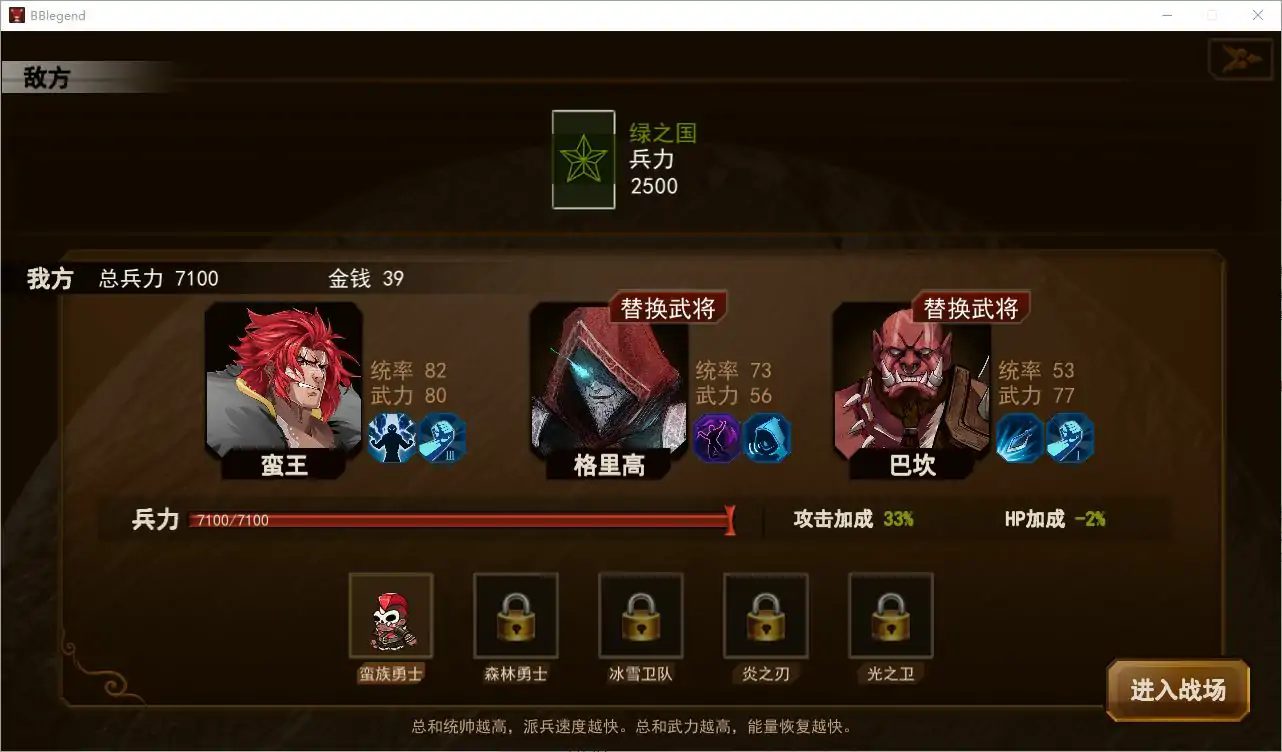 BBlegend
敌方
绿之国
兵力
2500
我方 总兵力 7100 金钱 39
替换武将 替换武将
统率 82 统率 73 统率 53
武力 80 武力 56 武力 77
III I
蛮王 格里高 巴坎
兵力 7100/7100 攻击加成 33% HP加成 -2%
蛮族勇士 森林勇士 冰雪卫队 炎之刃 光之卫
进入战场
总和统帅越高，派兵速度越快。总和武力越高，能量恢复越快。